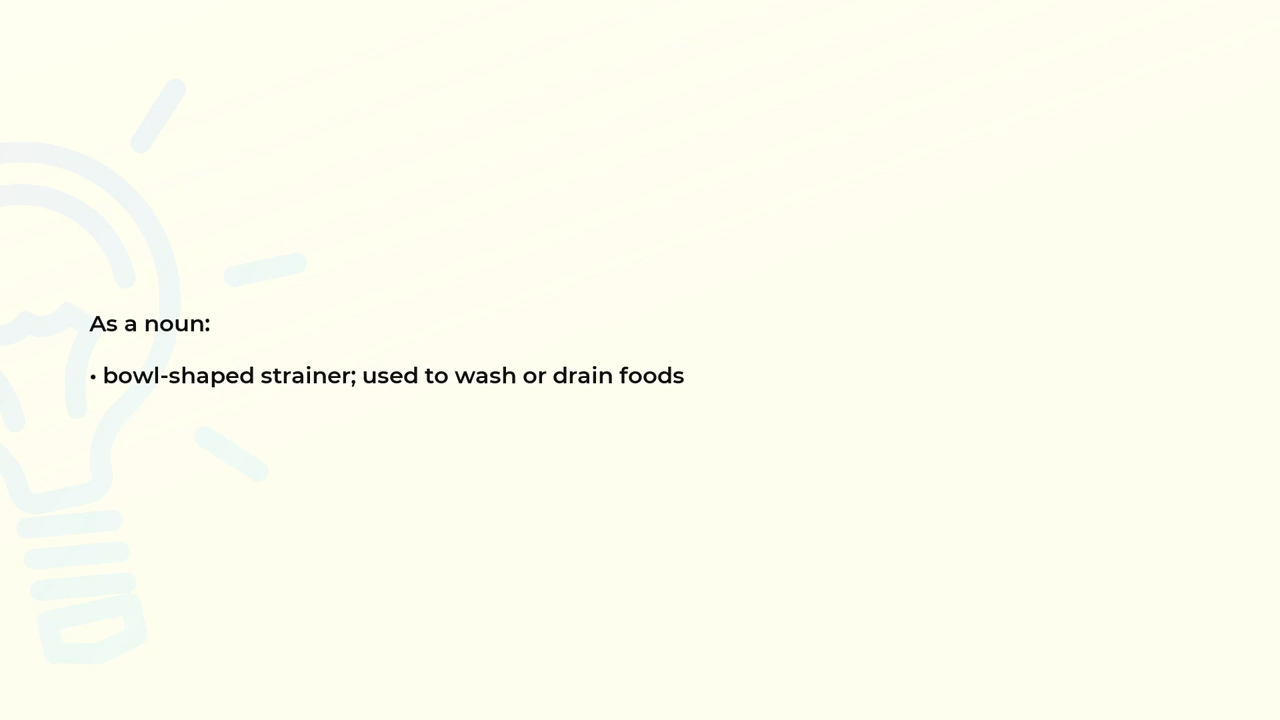 As a noun:
• bowl-shaped strainer; used to wash or drain foods